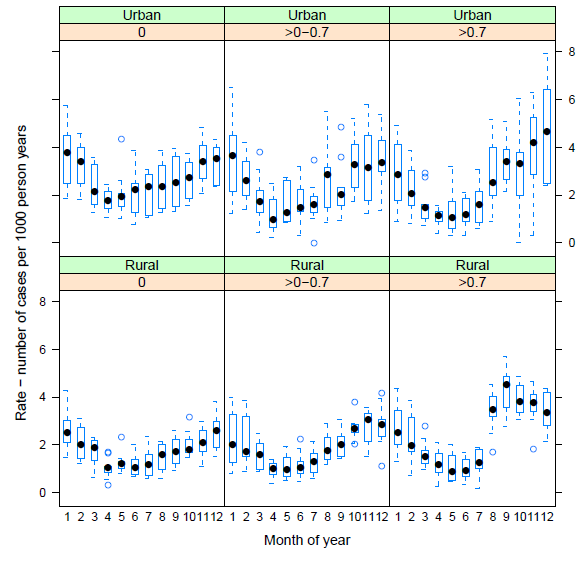 Urban Urban Urban
0 >0−0.7 >0.7
8
6
4
2
0
Rural Rural Rural
0 >0−0.7 >0.7
8
6
4
2
0
1 2 3 4 5 6 7 8 9 10 11 12 1 2 3 4 5 6 7 8 9 10 11 12 1 2 3 4 5 6 7 8 9 10 11 12
Month of year
Rate − number of cases per 1000 person years